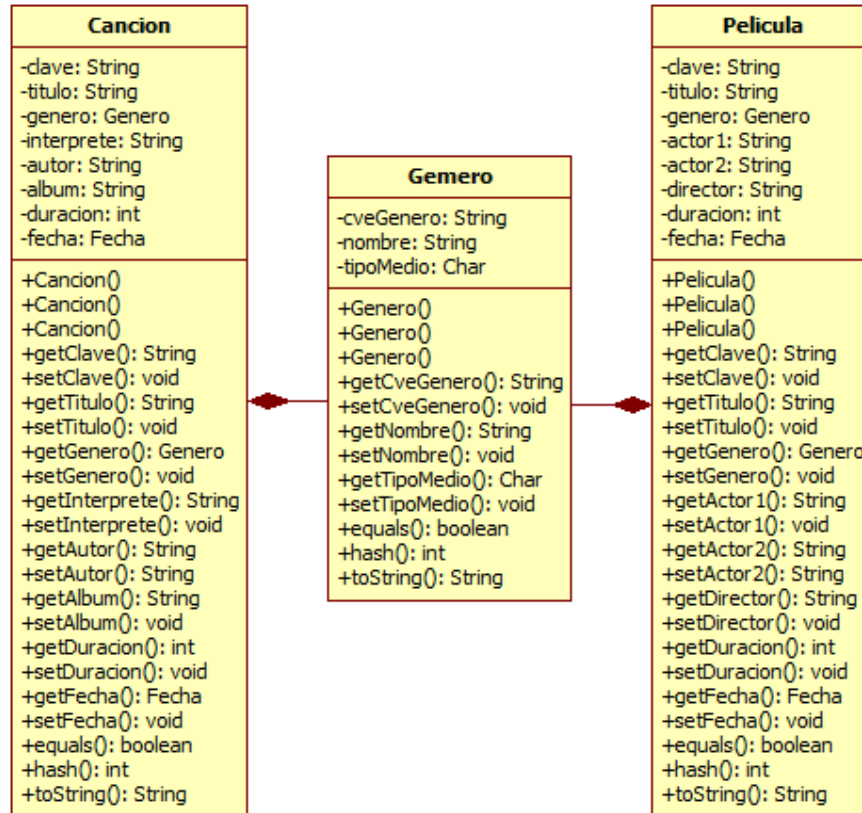 Cancion
-clave: String
-titulo: String
-genero: Genero
-interprete: String
-autor: String
-album: String
-duracion: int
-fecha: Fecha
+Cancion()
+Cancion()
+Cancion()
+getClave(): String
+setClave(): void
+getTitulo(): String
+setTitulo(): void
+getGenero(): Genero
+setGenero(): void
+getInterprete(): String
+setInterprete(): void
+getAutor(): String
+setAutor(): String
+getAlbum(): String
+setAlbum(): void
+getDuracion(): int
+setDuracion(): void
+getFecha(): Fecha
+setFecha(): void
+equals(): boolean
+hash(): int
+toString(): String
Gemero
-cveGenero: String
-nombre: String
-tipoMedio: Char
+Genero()
+Genero()
+Genero()
+getCveGenero(): String
+setCveGenero(): void
+getNombre(): String
+setNombre(): void
+getTipoMedio(): Char
+setTipoMedio(): void
+equals(): boolean
+hash(): int
+toString(): String
Pelicula
-clave: String
-titulo: String
-genero: Genero
-actor1: String
-actor2: String
-director: String
-duracion: int
-fecha: Fecha
+Pelicula()
+Pelicula()
+Pelicula()
+getClave(): String
+setClave(): void
+getTitulo(): String
+setTitulo(): void
+getGenero(): Genero
+setGenero(): void
+getActor1(): String
+setActor1(): void
+getActor2(): String
+setActor2(): String
+getDirector(): String
+setDirector(): void
+getDuracion(): int
+setDuracion(): void
+getFecha(): Fecha
+setFecha(): void
+equals(): boolean
+hash(): int
+toString(): String